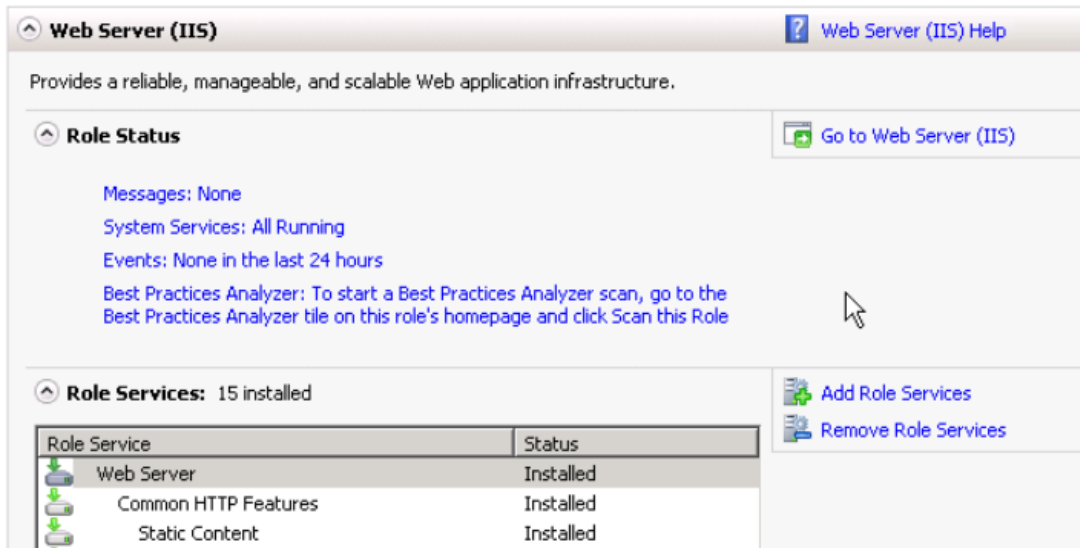 Web Server (IIS)
Web Server (IIS) Help
Provides a reliable, manageable, and scalable Web application infrastructure.
Role Status
Go to Web Server (IIS)
Messages: None
System Services: All Running
Events: None in the last 24 hours
Best Practices Analyzer: To start a Best Practices Analyzer scan, go to the
Best Practices Analyzer tile on this role's homepage and click Scan this Role
Role Services: 15 installed
Add Role Services
Remove Role Services
Role Service Status
Web Server Installed
Common HTTP Features Installed
Static Content Installed